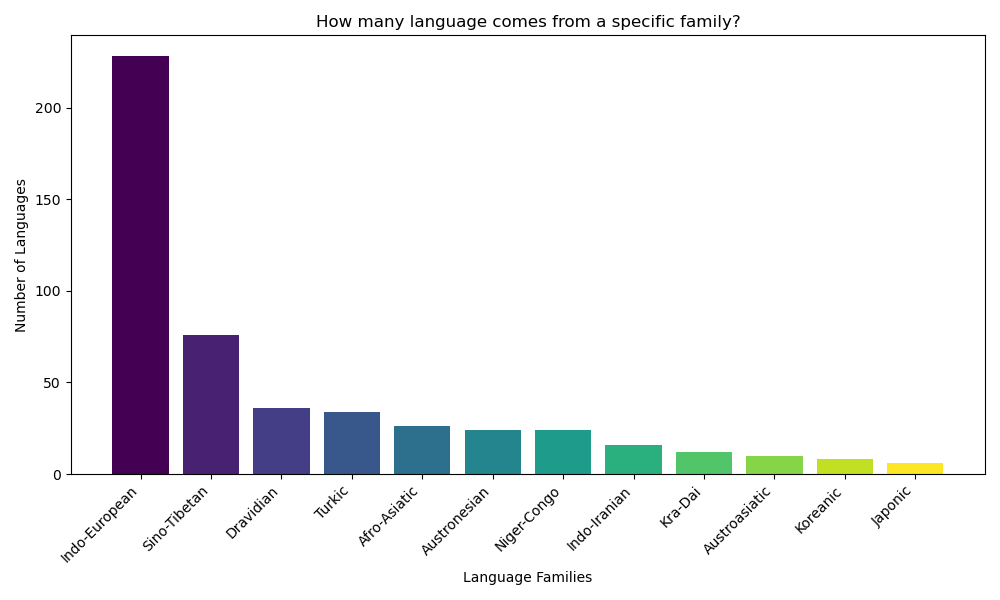 How many language comes from a specific family?
Number of Languages
200
150
100
50
0
Indo-European
Sino-Tibetan
Dravidian
Turkic
Afro-Asiatic
Austronesian
Niger-Congo
Indo-Iranian
Kra-Dai
Austroasiatic
Koreanic
Japonic
Language Families